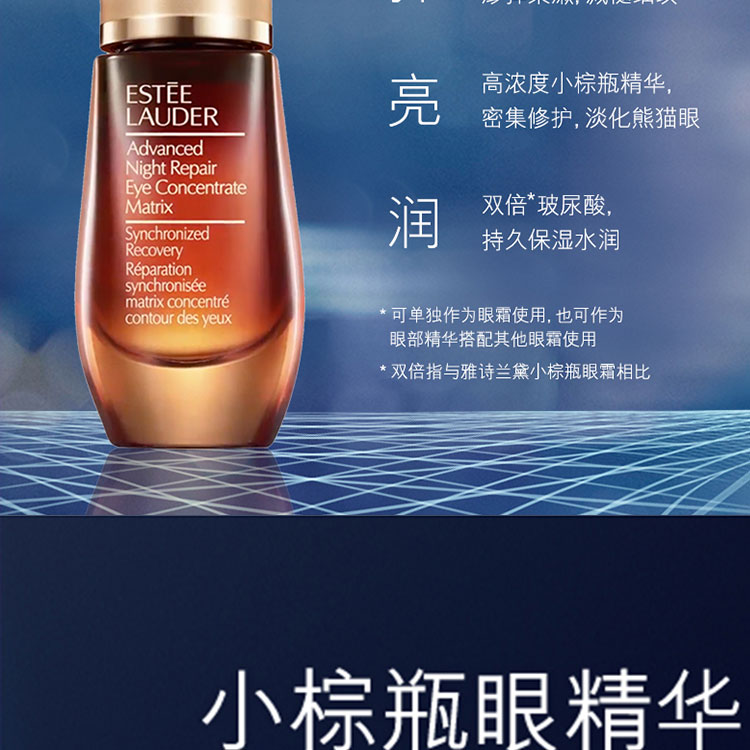 ESTĒE
LAUDER
Advanced
Night Repair
Eye Concentrate
Matrix
Synchronized
Recovery
Réparation
synchronisée
matrix concentré
contour des yeux
亮
高浓度小棕瓶精华,
密集修护, 淡化熊猫眼
润
双倍*玻尿酸,
持久保湿水润
* 可单独作为眼霜使用, 也可作为
眼部精华搭配其他眼霜使用
* 双倍指与雅诗兰黛小棕瓶眼霜相比
小棕瓶眼精华